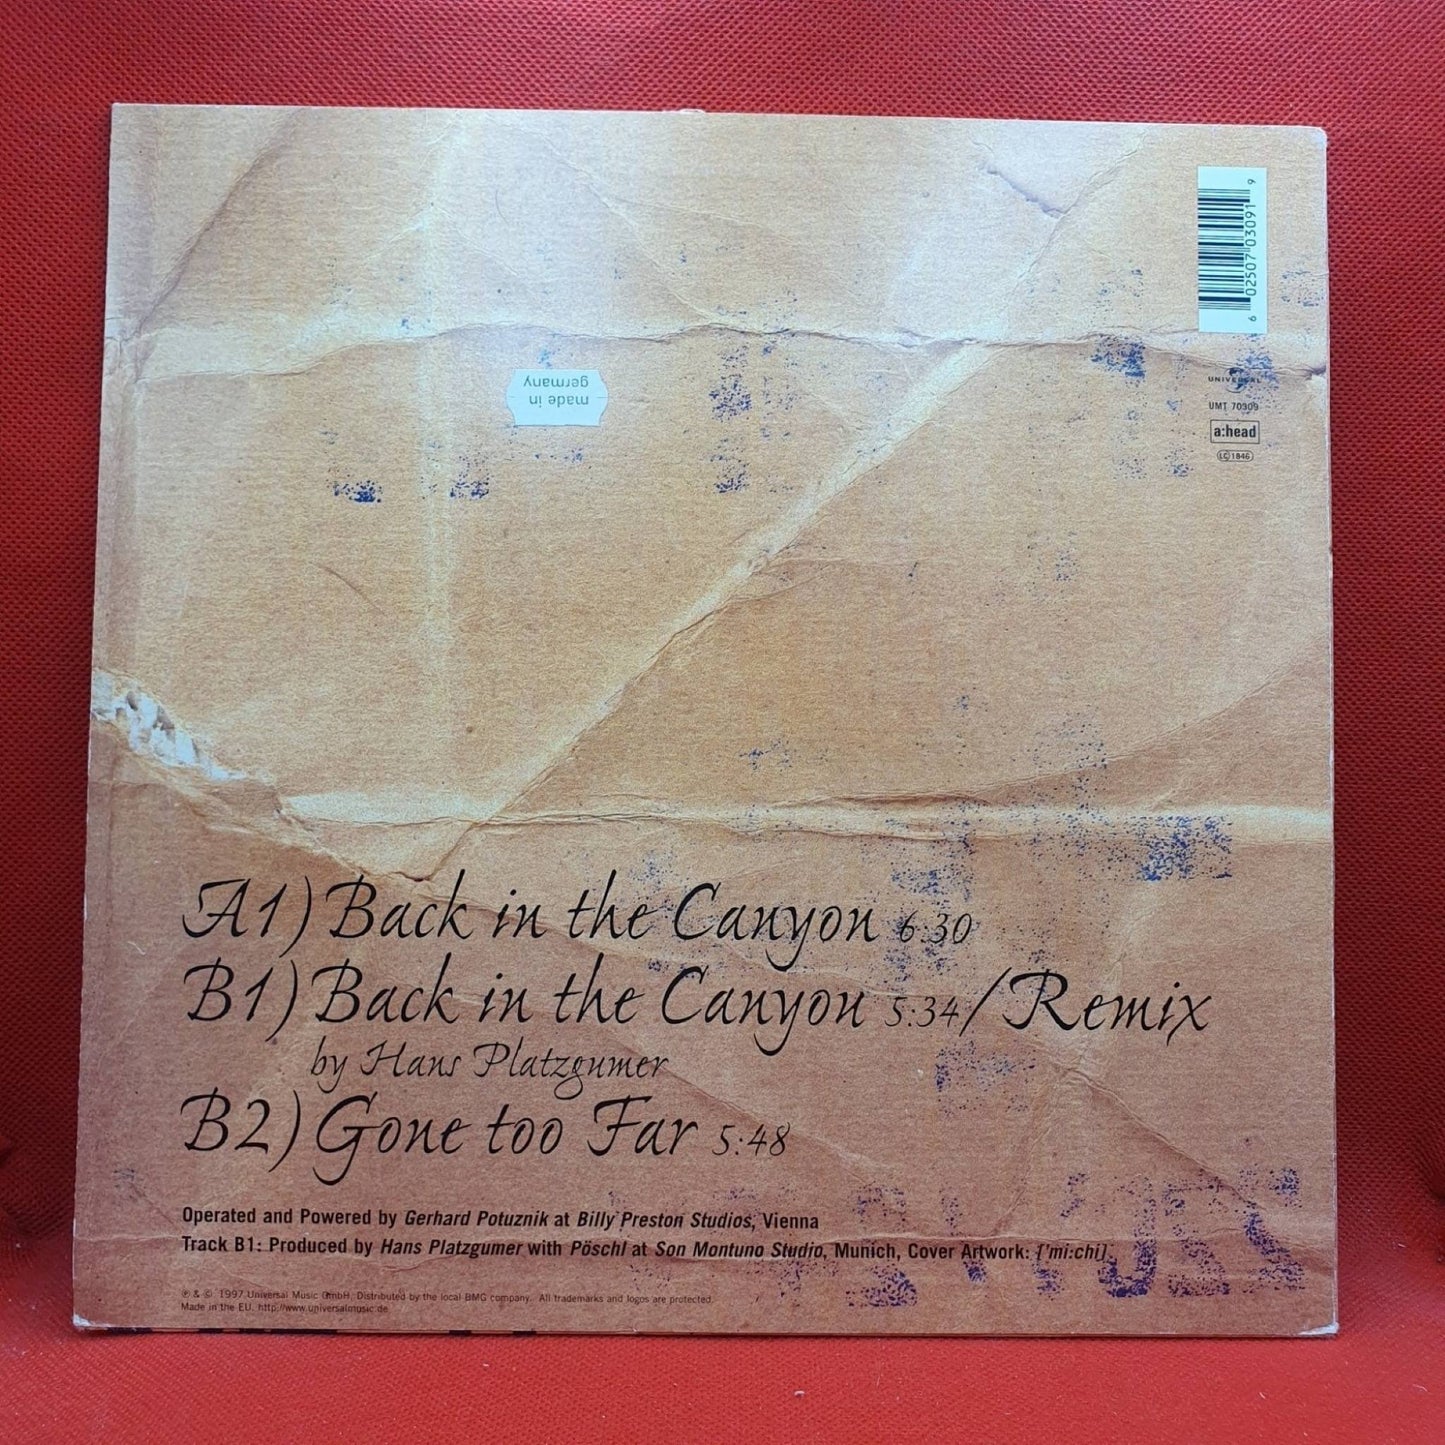 6 02507 03091 9
UNIVERSAL
UMT 70309
a:head
LC 1846
made in
germany
A1) Back in the Canyon 6:30
B1) Back in the Canyon 5:34 / Remix
by Hans Platzgumer
B2) Gone too Far 5:48
Operated and Powered by Gerhard Potuznik at Billy Preston Studios, Vienna
Track B1: Produced by Hans Platzgumer with Pöschl at Son Montuno Studio, Munich, Cover Artwork: ['mi:chi].
℗ & © 1997 Universal Music GmbH. Distributed by the local BMG company. All trademarks and logos are protected.
Made in the EU. http://www.universalmusic.de